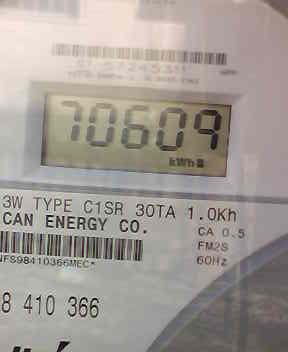 70609
kWh
3W TYPE C1SR 30TA 1.0Kh
CAN ENERGY CO.
CA 0.5
FM2S
60Hz
NFS98410366MEC*
8 410 366